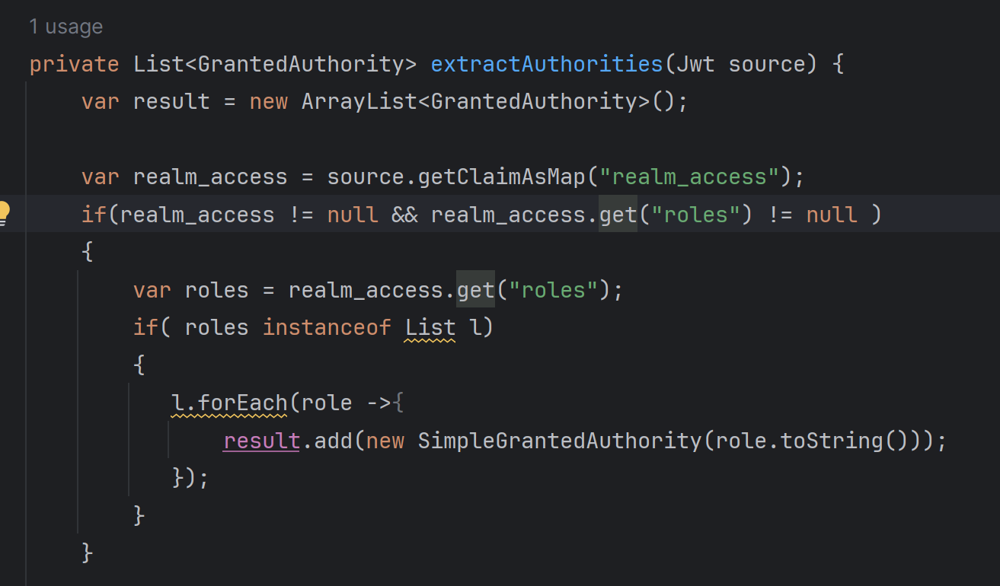 1 usage
private List<GrantedAuthority> extractAuthorities(Jwt source) {
var result = new ArrayList<GrantedAuthority>();
var realm_access = source.getClaimAsMap("realm_access");
if(realm_access != null && realm_access.get("roles") != null )
{
var roles = realm_access.get("roles");
if( roles instanceof List l)
{
l.forEach(role ->{
result.add(new SimpleGrantedAuthority(role.toString()));
});
}
}